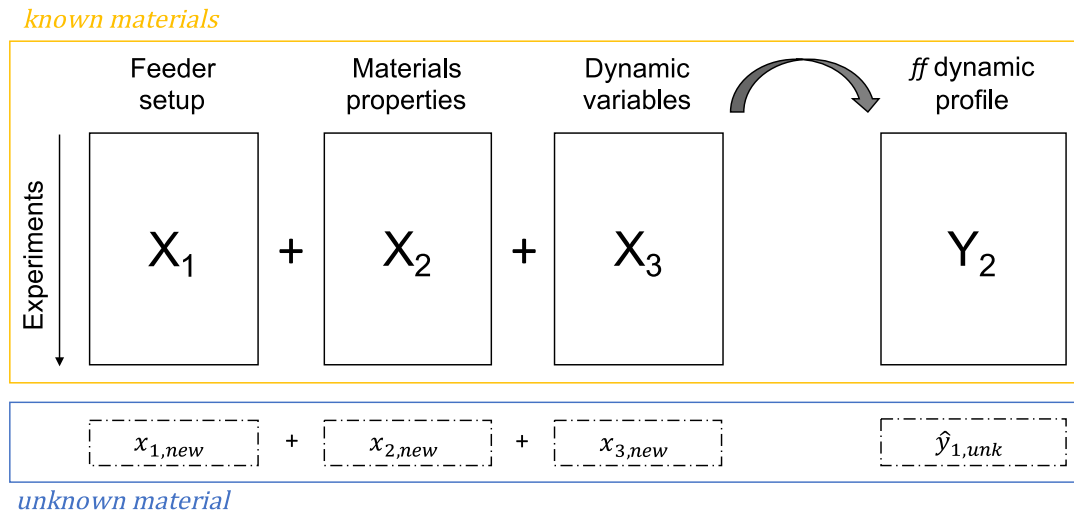 known materials
Feeder
setup
Materials
properties
Dynamic
variables
ff dynamic
profile
Experiments
X₁ + X₂ + X₃ Y₂
x₁,new + x₂,new + x₃,new ŷ₁,unk
unknown material